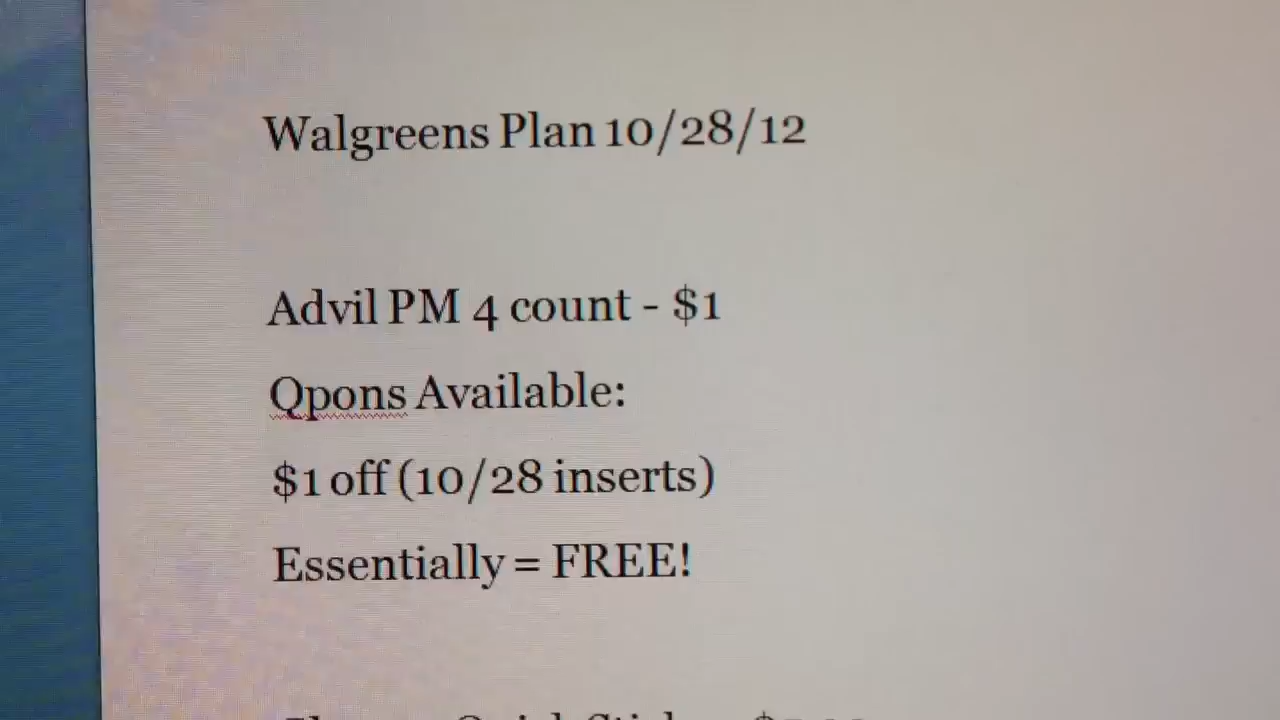 Walgreens Plan 10/28/12
Advil PM 4 count - $1
Qpons Available:
$1 off (10/28 inserts)
Essentially = FREE!